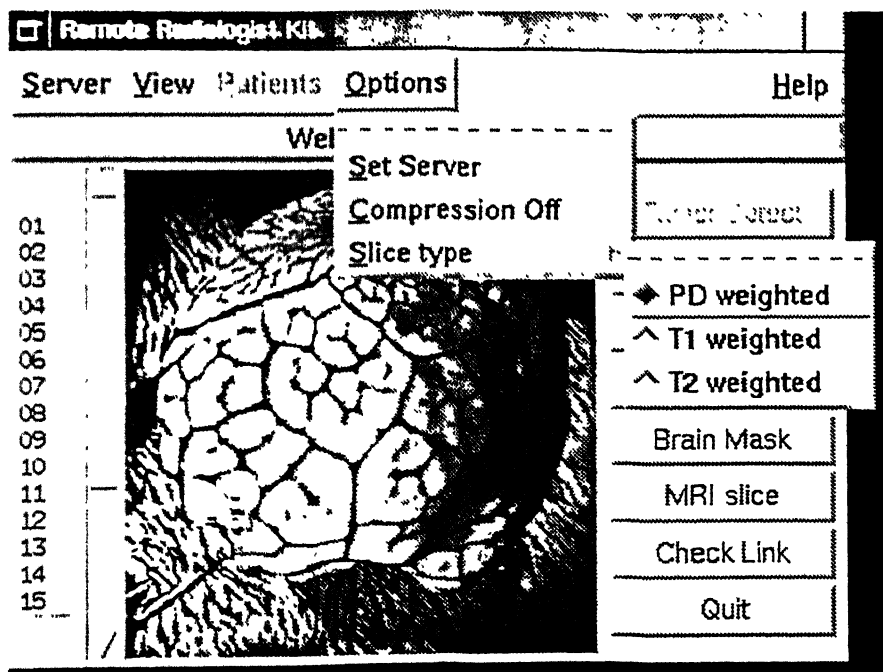 Remote Radiologist Kit
Server View Patients Options Help
Wel
Set Server
Compression Off
Slice type
PD weighted
T1 weighted
T2 weighted
Brain Mask
MRI slice
Check Link
Quit
01
02
03
04
05
06
07
08
09
10
11
12
13
14
15